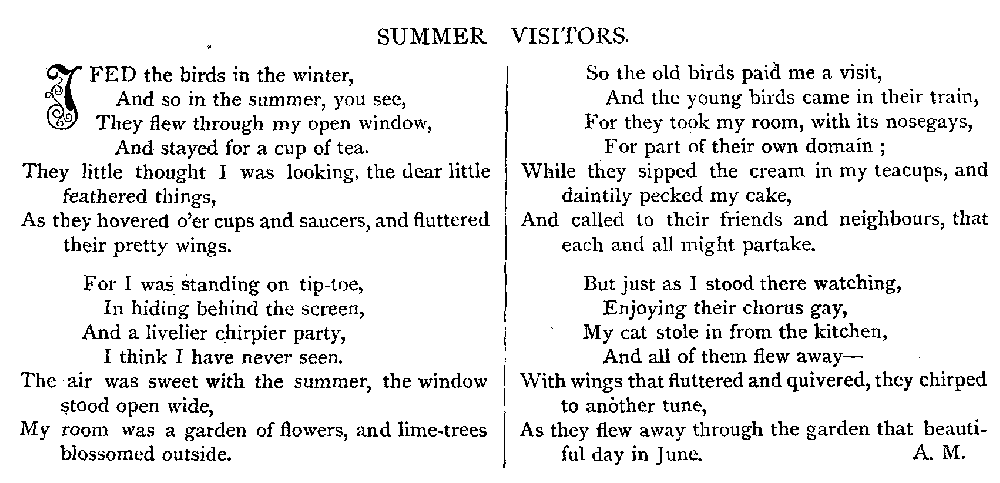 SUMMER VISITORS.
I FED the birds in the winter,
And so in the summer, you see,
They flew through my open window,
And stayed for a cup of tea.
They little thought I was looking, the dear little
feathered things,
As they hovered o'er cups and saucers, and fluttered
their pretty wings.
For I was standing on tip-toe,
In hiding behind the screen,
And a livelier chirpier party,
I think I have never seen.
The air was sweet with the summer, the window
stood open wide,
My room was a garden of flowers, and lime-trees
blossomed outside.
So the old birds paid me a visit,
And the young birds came in their train,
For they took my room, with its nosegays,
For part of their own domain ;
While they sipped the cream in my teacups, and
daintily pecked my cake,
And called to their friends and neighbours, that
each and all might partake.
But just as I stood there watching,
Enjoying their chorus gay,
My cat stole in from the kitchen,
And all of them flew away—
With wings that fluttered and quivered, they chirped
to another tune,
As they flew away through the garden that beauti-
ful day in June. A. M.